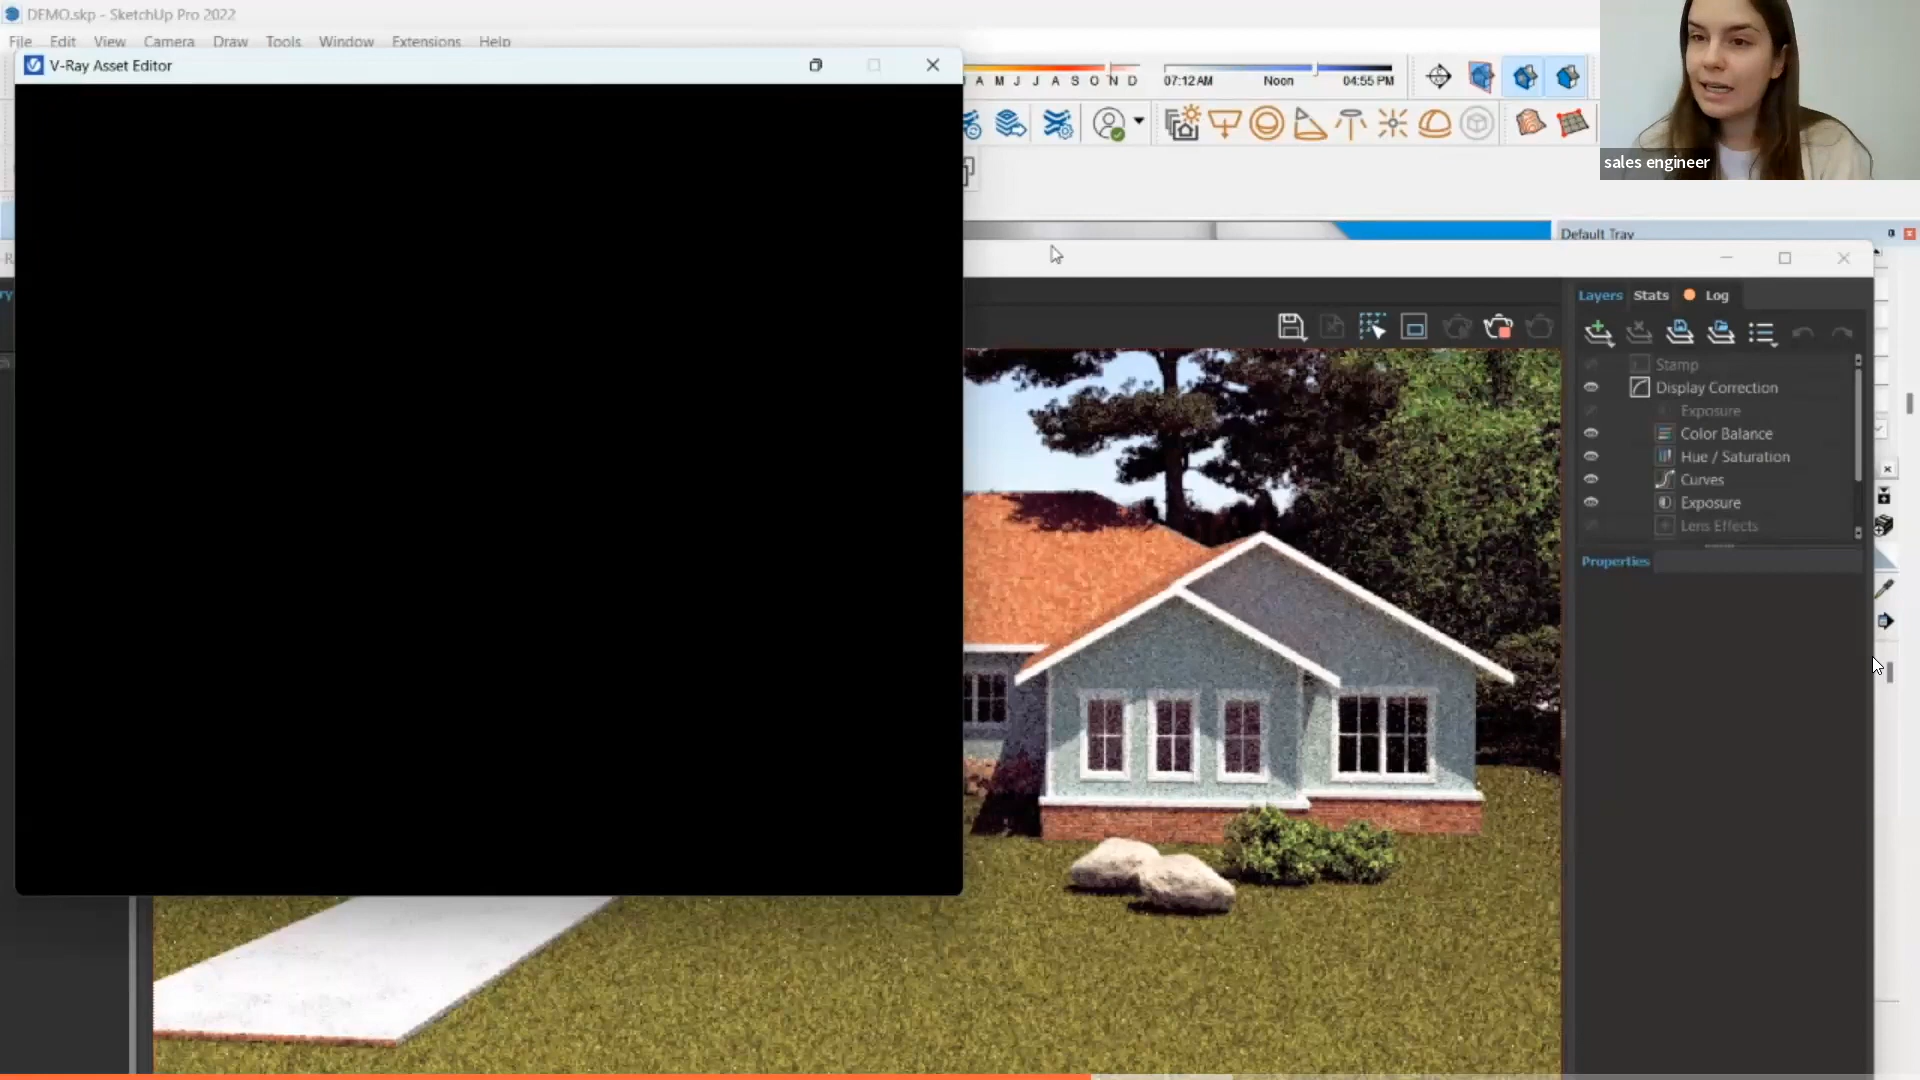 DEMO.skp - SketchUp Pro 2022
File Edit View Camera Draw Tools Window Extensions Help
V-Ray Asset Editor
A M J J A S O N D
07:12 AM Noon 04:55 PM
sales engineer
Default Tray
Layers Stats Log
Stamp
Display Correction
Exposure
Color Balance
Hue / Saturation
Curves
Exposure
Lens Effects
Properties